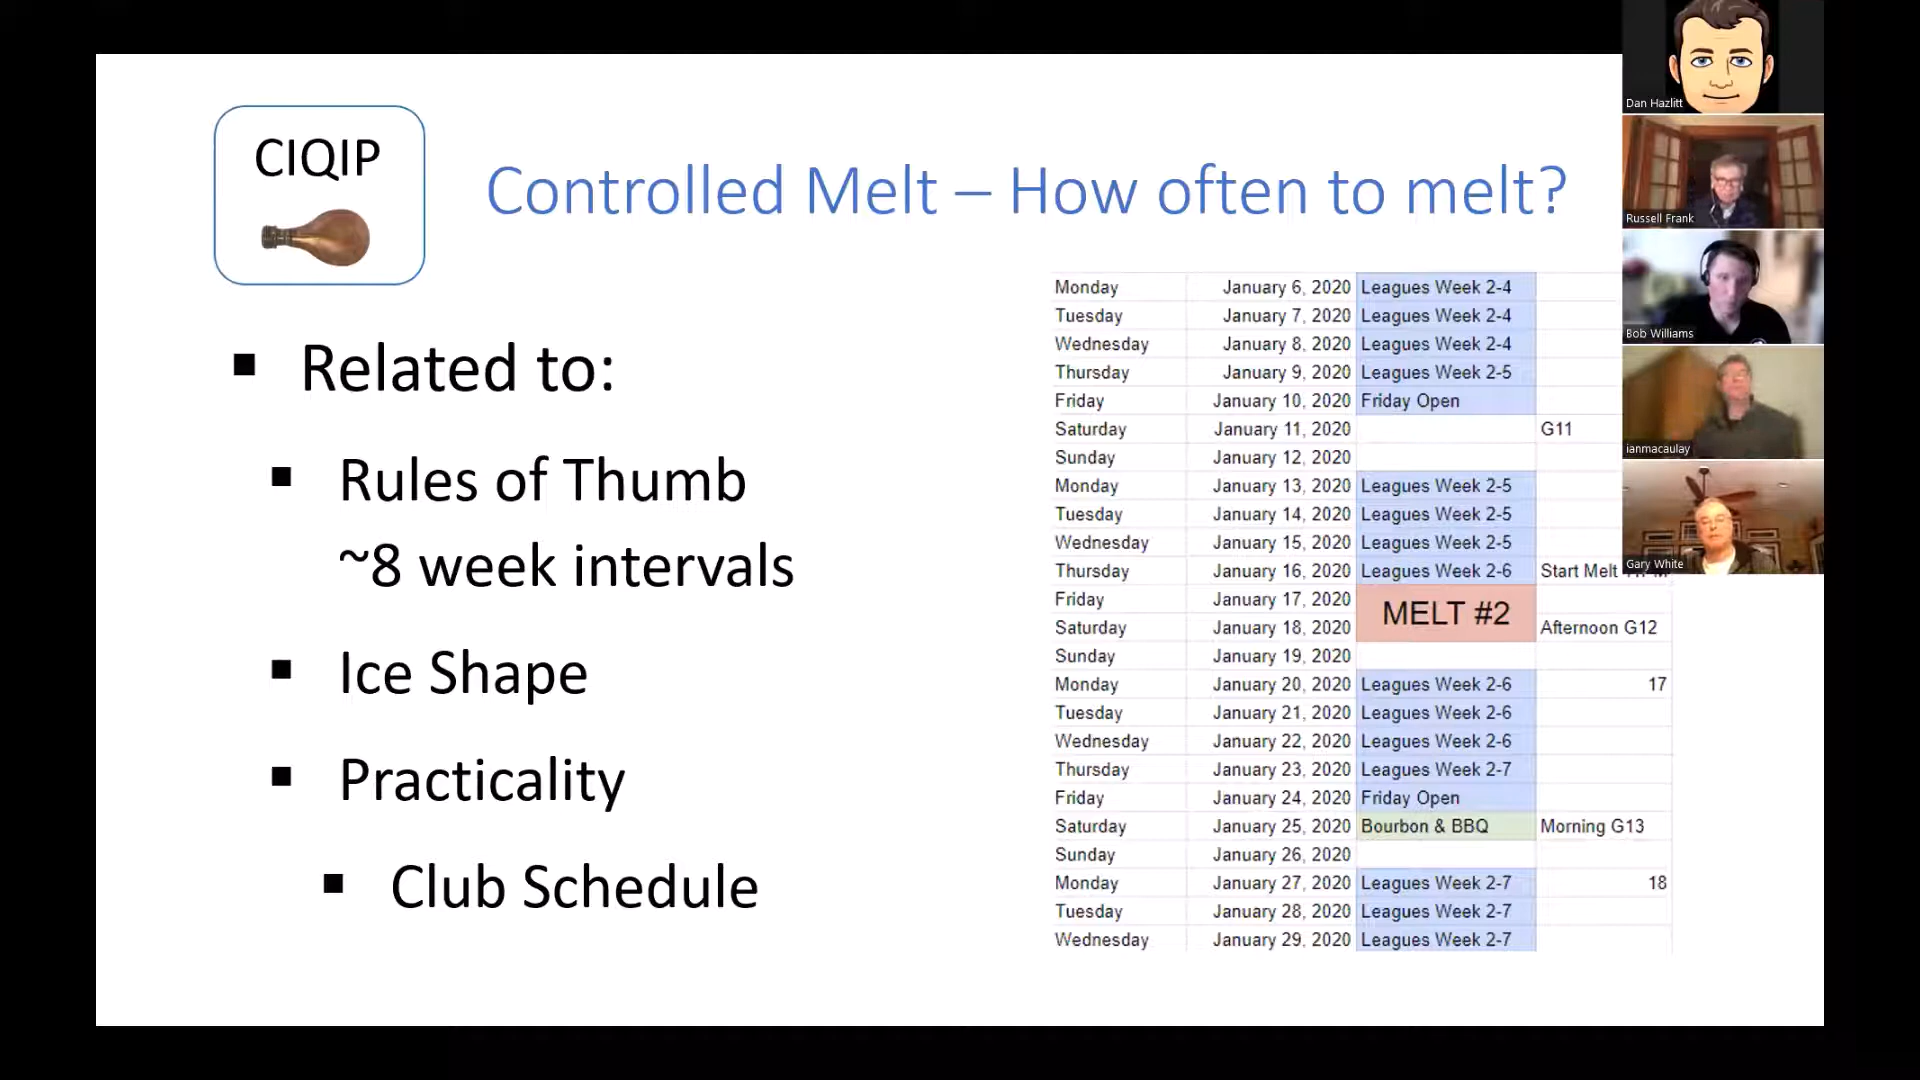 CIQIP
Controlled Melt – How often to melt?
▪ Related to:
▪ Rules of Thumb
~8 week intervals
▪ Ice Shape
▪ Practicality
▪ Club Schedule
Monday January 6, 2020 Leagues Week 2-4
Tuesday January 7, 2020 Leagues Week 2-4
Wednesday January 8, 2020 Leagues Week 2-4
Thursday January 9, 2020 Leagues Week 2-5
Friday January 10, 2020 Friday Open
Saturday January 11, 2020 G11
Sunday January 12, 2020
Monday January 13, 2020 Leagues Week 2-5
Tuesday January 14, 2020 Leagues Week 2-5
Wednesday January 15, 2020 Leagues Week 2-5
Thursday January 16, 2020 Leagues Week 2-6 Start Melt
Friday January 17, 2020
MELT #2
Saturday January 18, 2020 Afternoon G12
Sunday January 19, 2020
Monday January 20, 2020 Leagues Week 2-6 17
Tuesday January 21, 2020 Leagues Week 2-6
Wednesday January 22, 2020 Leagues Week 2-6
Thursday January 23, 2020 Leagues Week 2-7
Friday January 24, 2020 Friday Open
Saturday January 25, 2020 Bourbon & BBQ Morning G13
Sunday January 26, 2020
Monday January 27, 2020 Leagues Week 2-7 18
Tuesday January 28, 2020 Leagues Week 2-7
Wednesday January 29, 2020 Leagues Week 2-7
Dan Hazlitt
Russell Frank
Bob Williams
ianmacaulay
Gary White